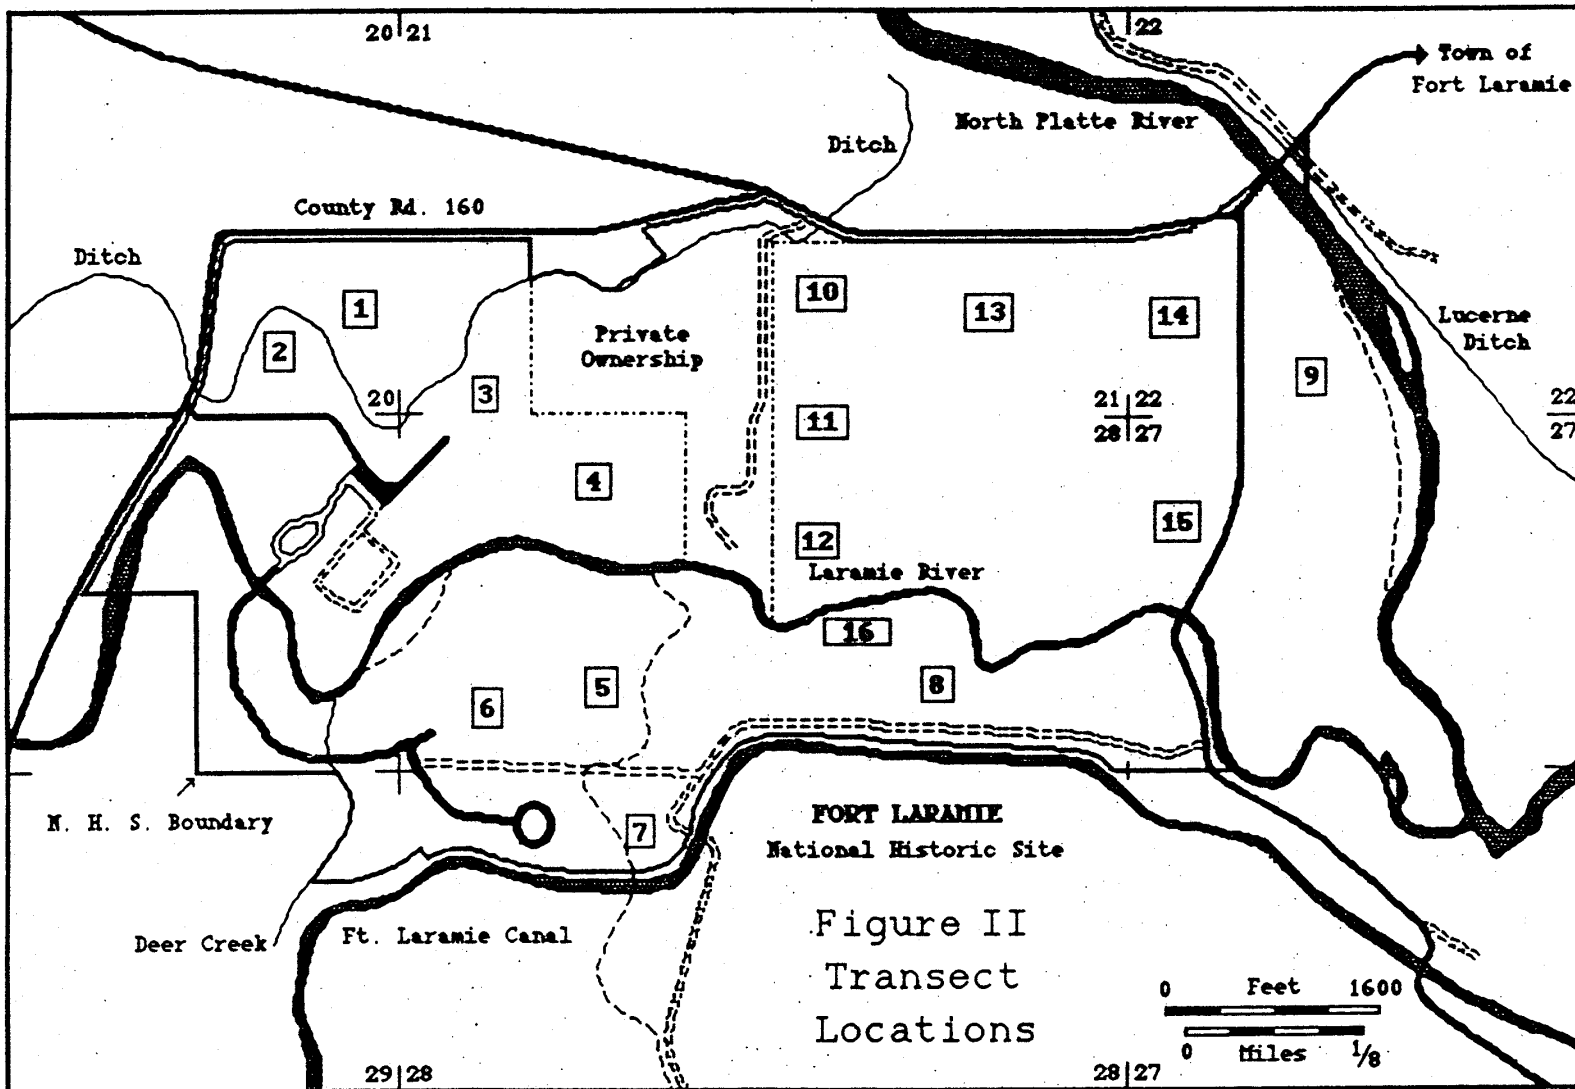 20 21
22
Town of
Fort Laramie
North Platte River
Ditch
County Rd. 160
Ditch
1
10
13
14
Lucerne
Ditch
2
Private
Ownership
9
3
20
11
21 22
28 27
22
27
4
15
12
Laramie River
16
5
8
6
N. H. S. Boundary
7
FORT LARAMIE
National Historic Site
Deer Creek
Ft. Laramie Canal
Figure II
Transect
Locations
0 Feet 1600
0 Miles 1/8
29 28
28 27